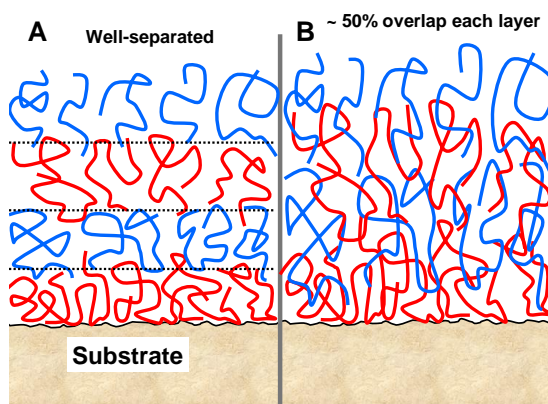 A
Well-separated
B
~ 50% overlap each layer
Substrate